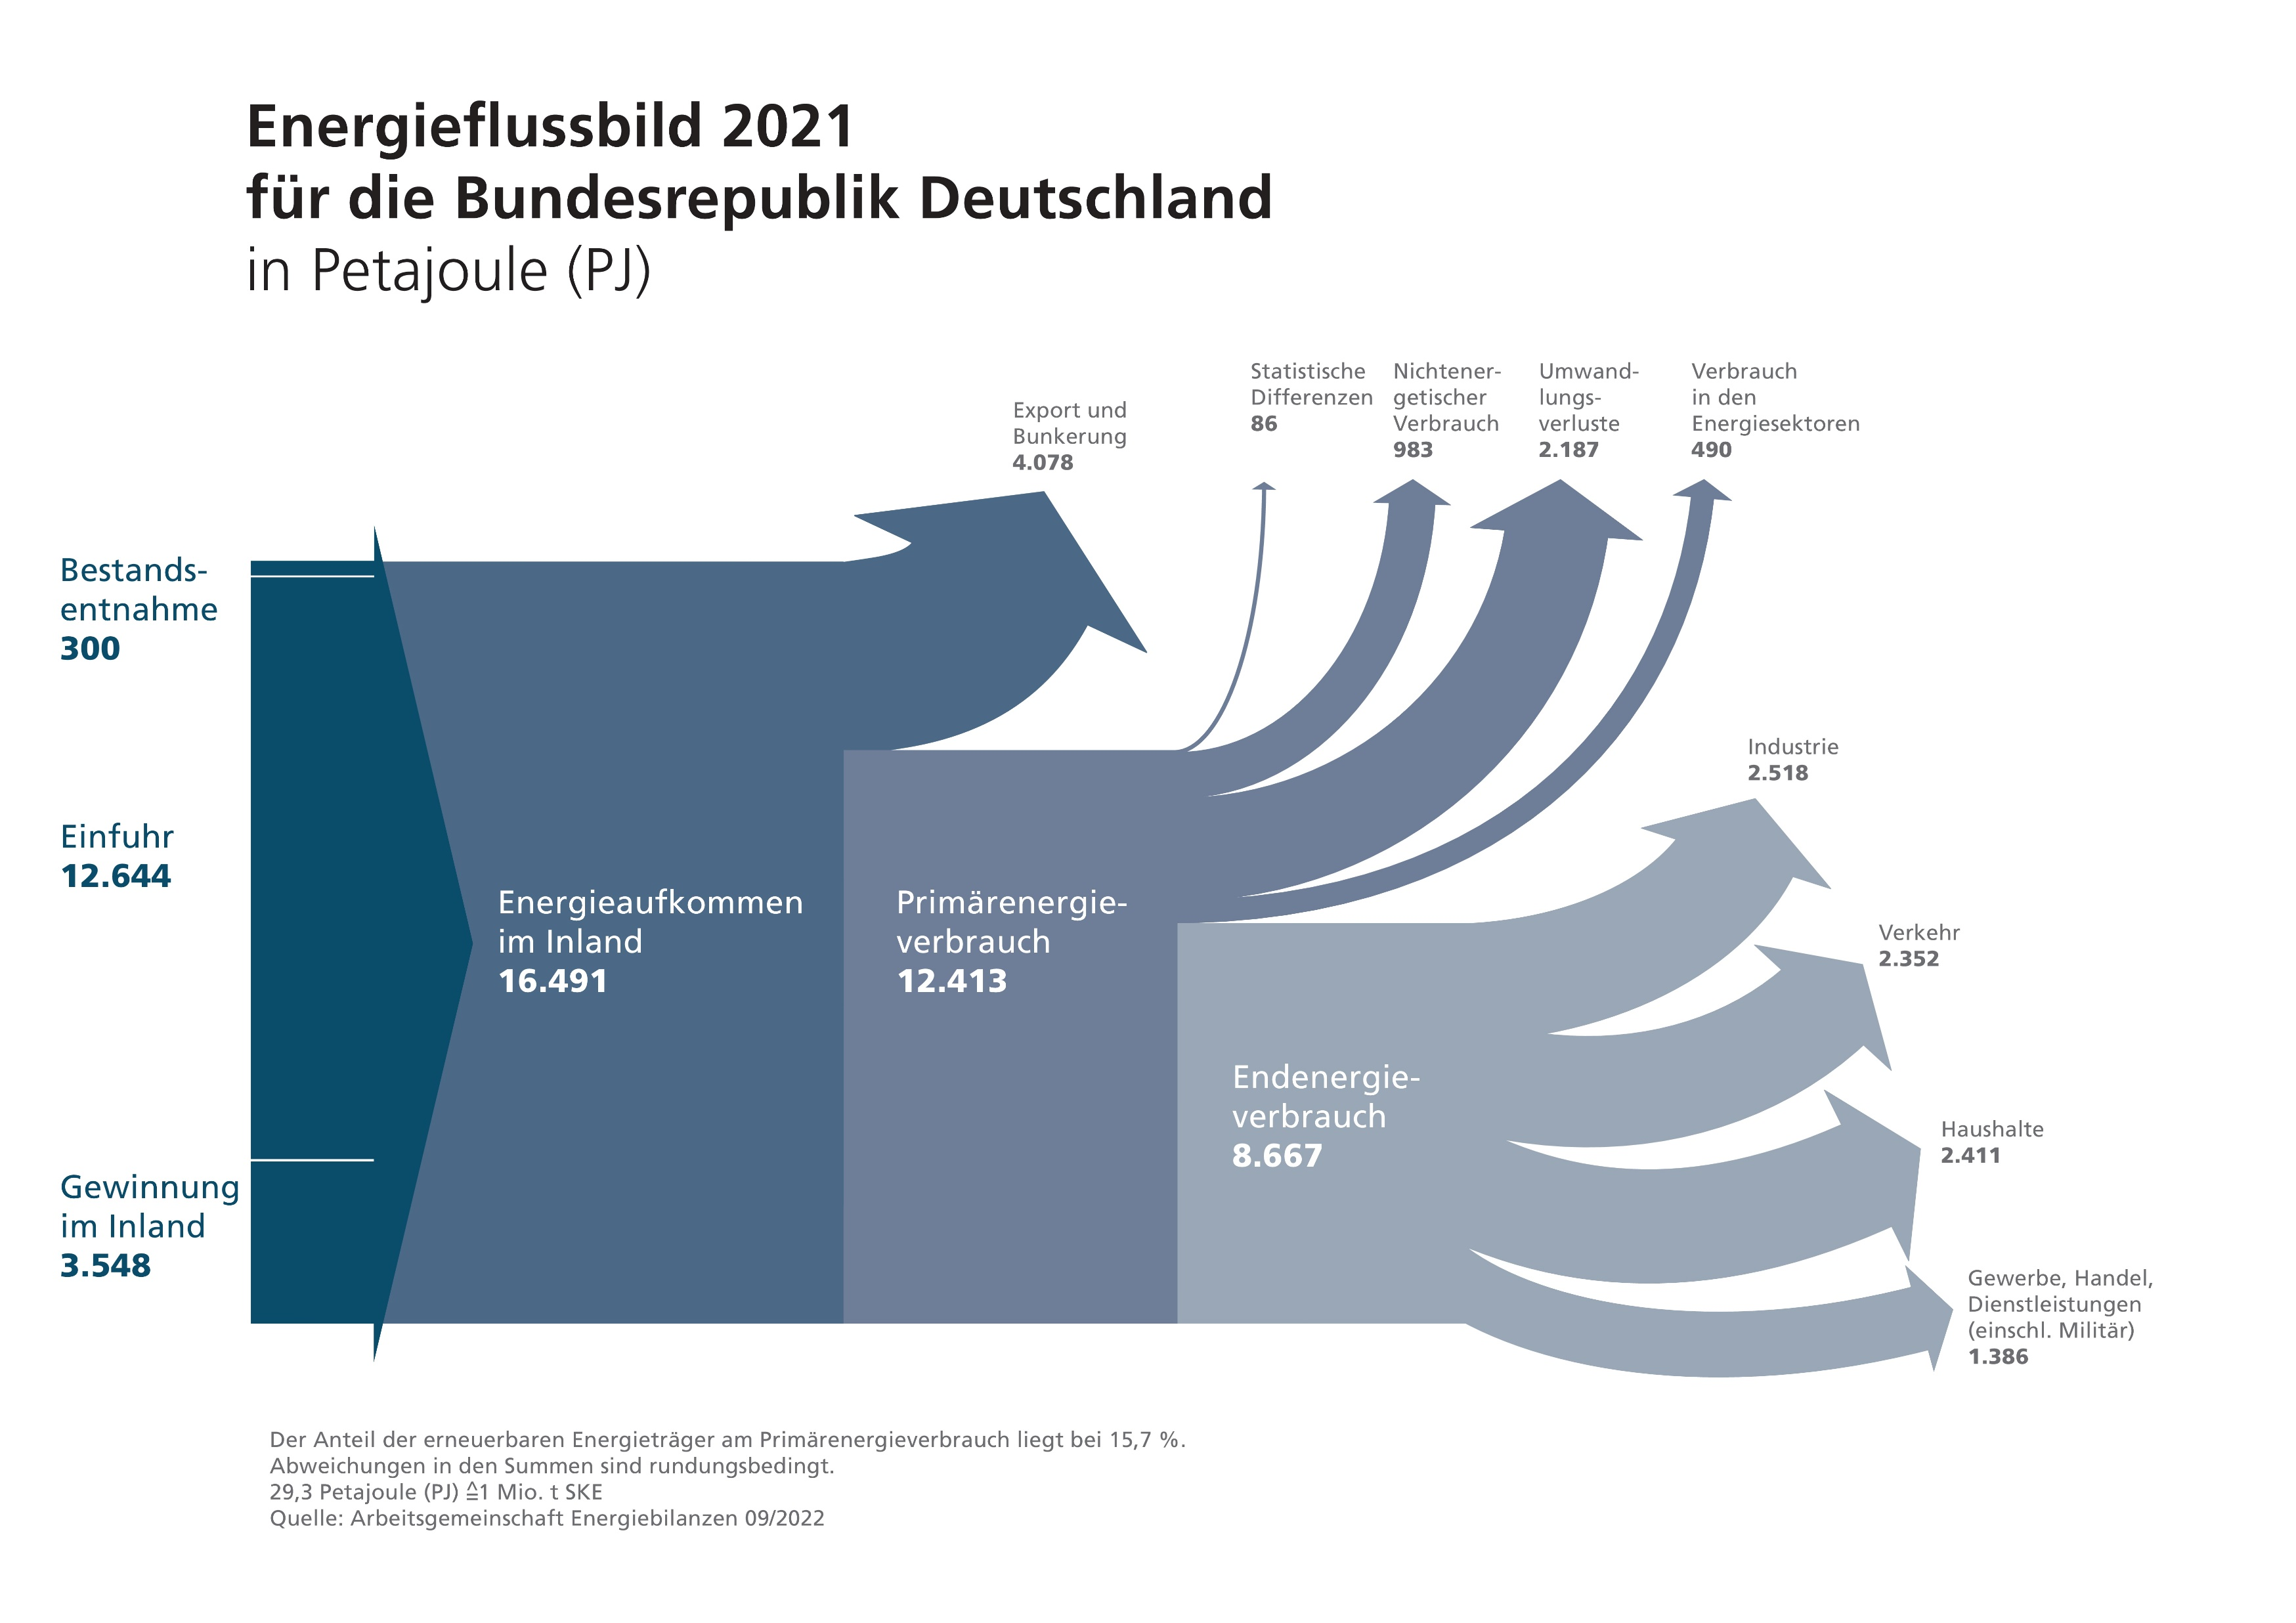 Energieflussbild 2021
für die Bundesrepublik Deutschland
in Petajoule (PJ)
Export und
Bunkerung
4.078
Statistische
Differenzen
86
Nichtener-
getischer
Verbrauch
983
Umwand-
lungs-
verluste
2.187
Verbrauch
in den
Energiesektoren
490
Bestands-
entnahme
300
Einfuhr
12.644
Gewinnung
im Inland
3.548
Energieaufkommen
im Inland
16.491
Primärenergie-
verbrauch
12.413
Endenergie-
verbrauch
8.667
Industrie
2.518
Verkehr
2.352
Haushalte
2.411
Gewerbe, Handel,
Dienstleistungen
(einschl. Militär)
1.386
Der Anteil der erneuerbaren Energieträger am Primärenergieverbrauch liegt bei 15,7 %.
Abweichungen in den Summen sind rundungsbedingt.
29,3 Petajoule (PJ) ≙1 Mio. t SKE
Quelle: Arbeitsgemeinschaft Energiebilanzen 09/2022